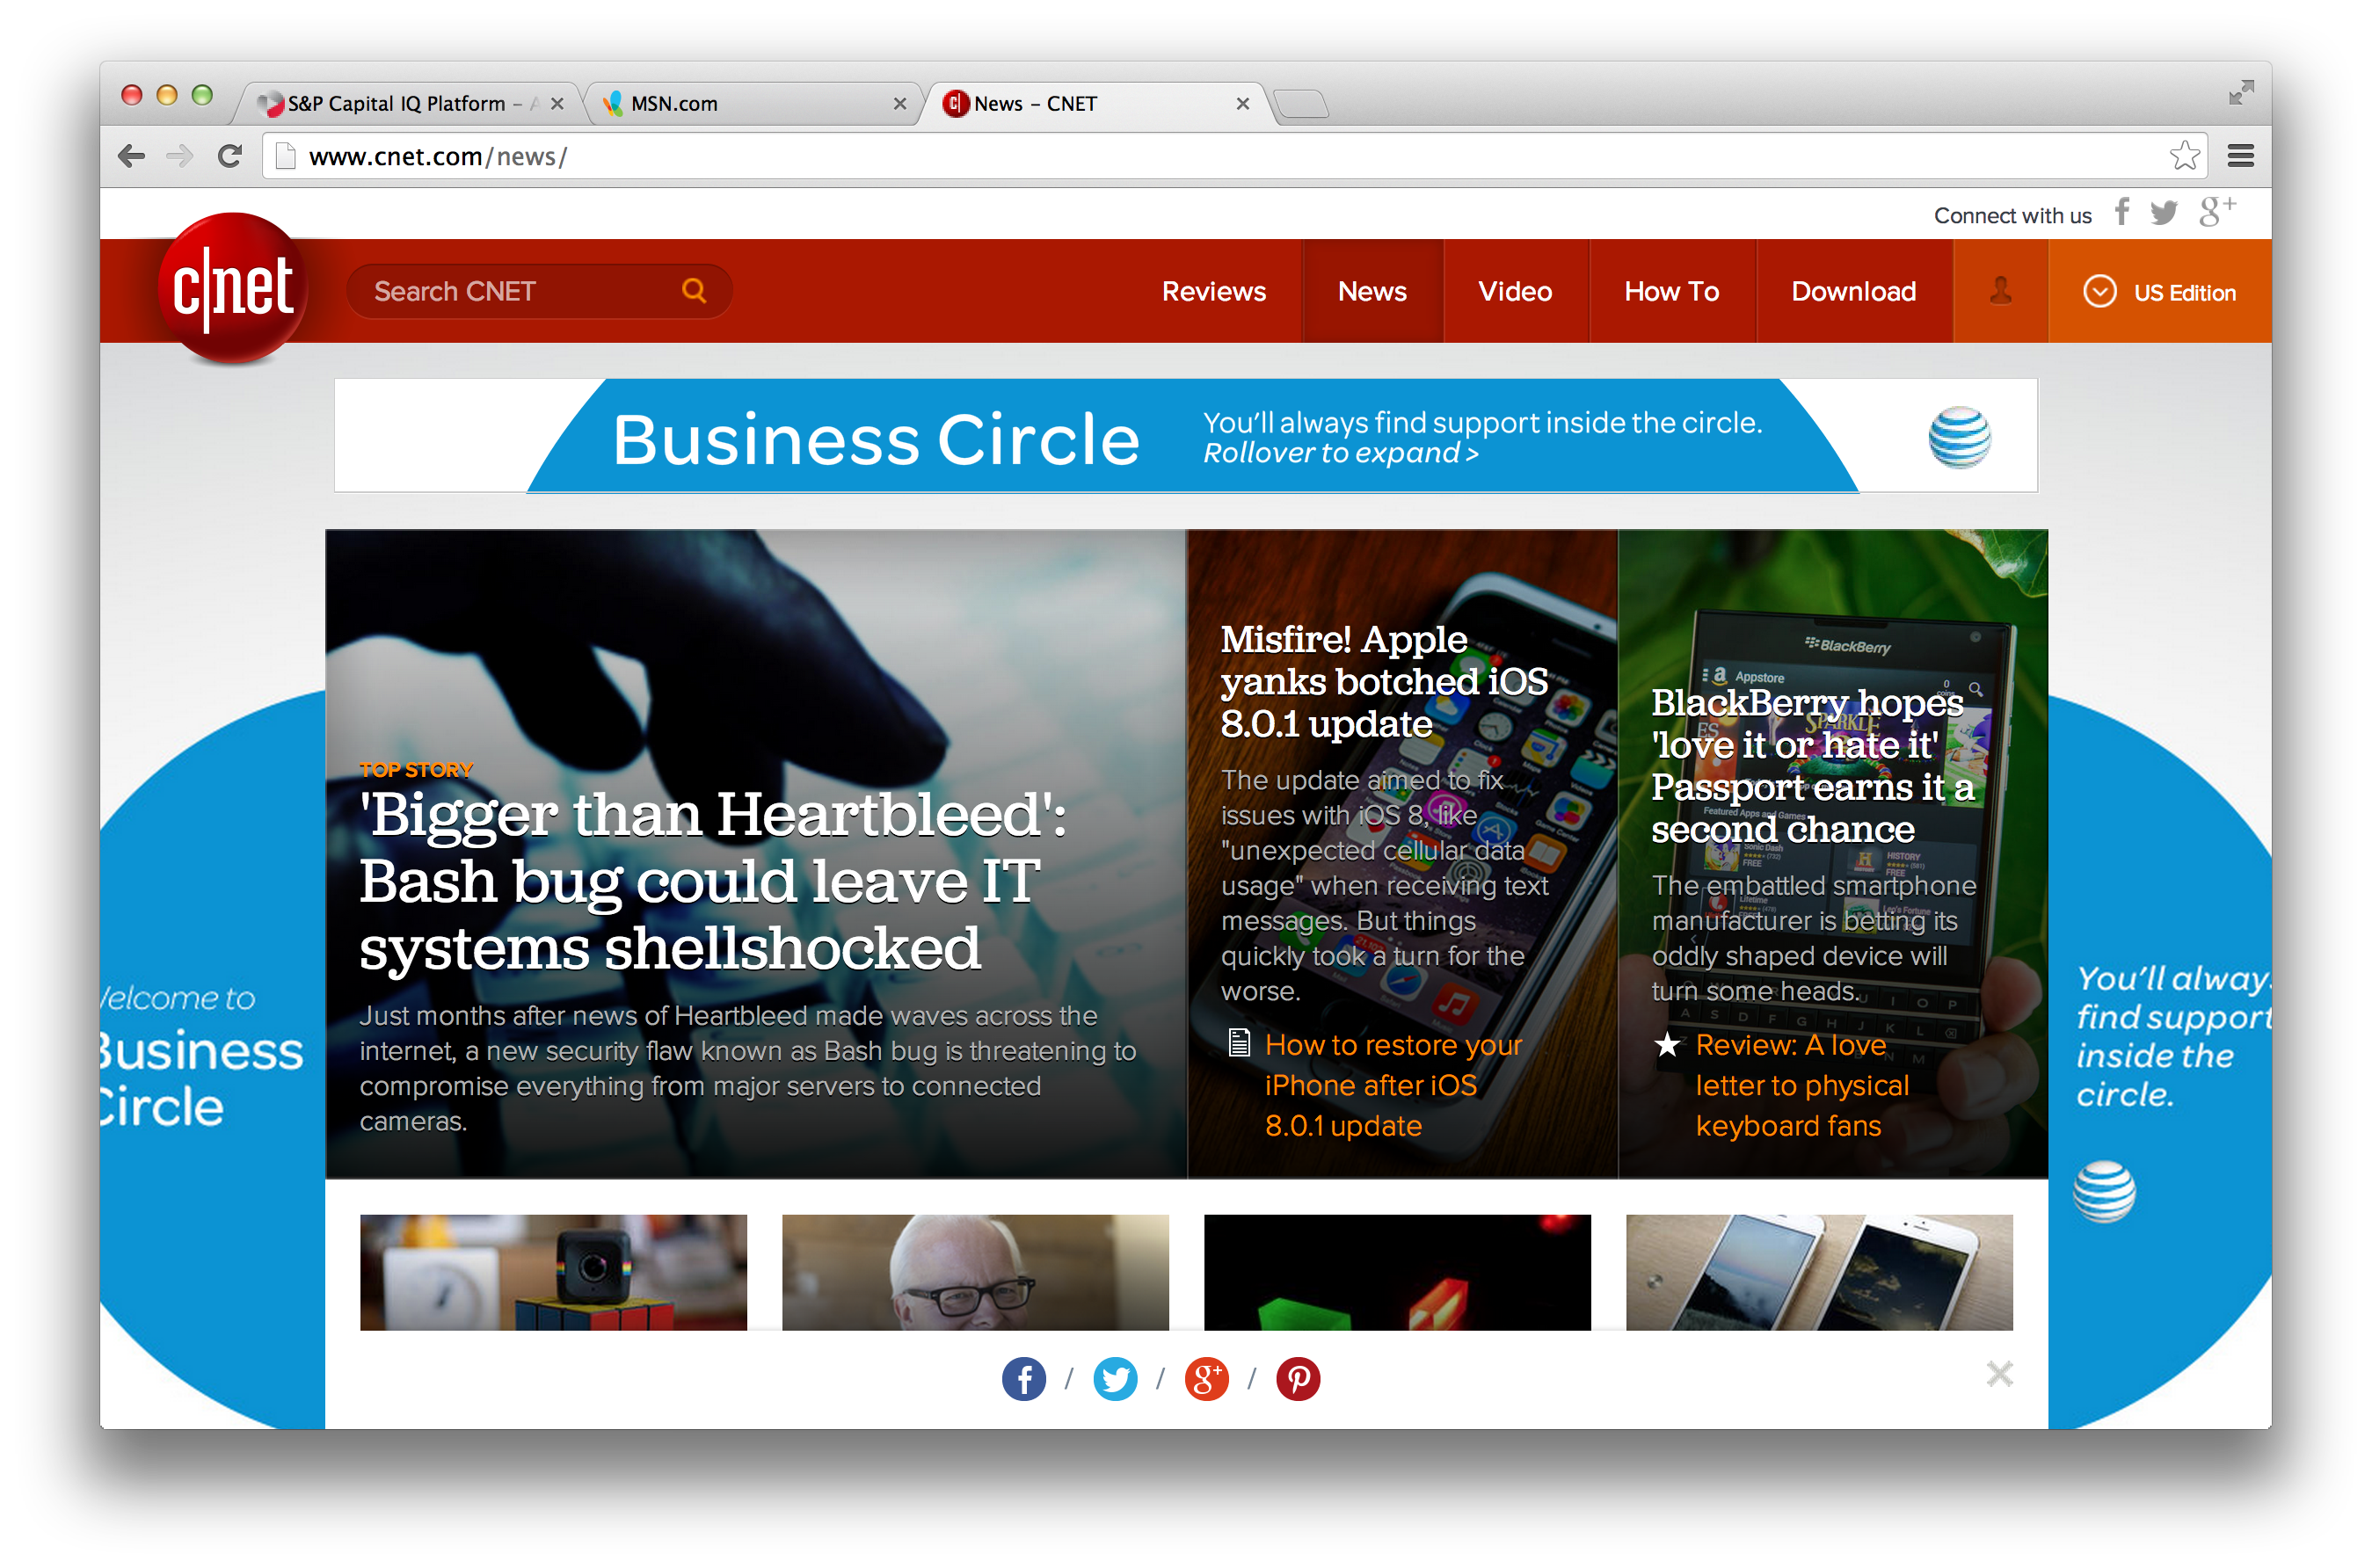 S&P Capital IQ Platform – A
MSN.com
News – CNET
www.cnet.com/news/
Connect with us
c|net
Search CNET
Reviews
News
Video
How To
Download
US Edition
Business Circle
You'll always find support inside the circle.
Rollover to expand >
TOP STORY
'Bigger than Heartbleed':
Bash bug could leave IT
systems shellshocked
Just months after news of Heartbleed made waves across the
internet, a new security flaw known as Bash bug is threatening to
compromise everything from major servers to connected
cameras.
Misfire! Apple
yanks botched iOS
8.0.1 update
The update aimed to fix
issues with iOS 8, like
"unexpected cellular data
usage" when receiving text
messages. But things
quickly took a turn for the
worse.
How to restore your
iPhone after iOS
8.0.1 update
BlackBerry
Appstore
BlackBerry hopes
'love it or hate it'
Passport earns it a
second chance
The embattled smartphone
manufacturer is betting its
oddly shaped device will
turn some heads.
Review: A love
letter to physical
keyboard fans
elcome to
Business
Circle
You'll always
find support
inside the
circle.